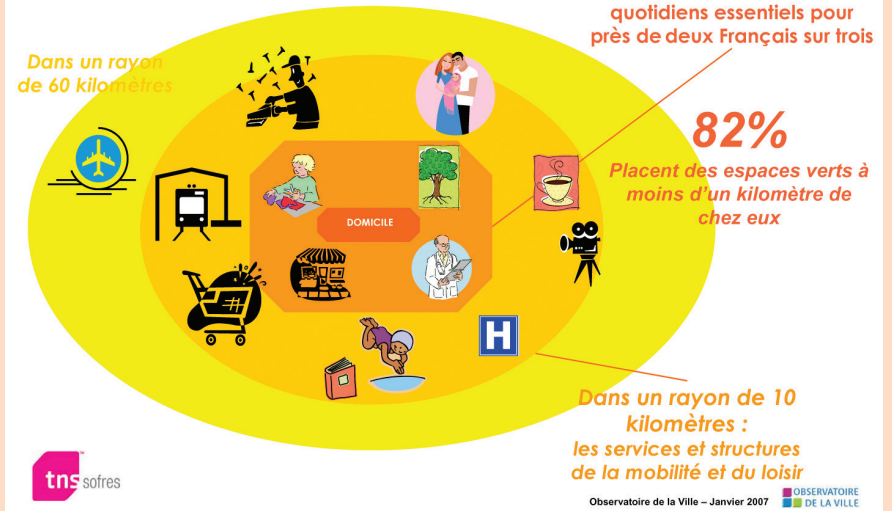 quotidiens essentiels pour
près de deux Français sur trois
Dans un rayon
de 60 kilomètres
82%
Placent des espaces verts à
moins d'un kilomètre de
chez eux
DOMICILE
H
Dans un rayon de 10
kilomètres :
les services et structures
de la mobilité et du loisir
tns sofres
Observatoire de la Ville – Janvier 2007
OBSERVATOIRE
DE LA VILLE